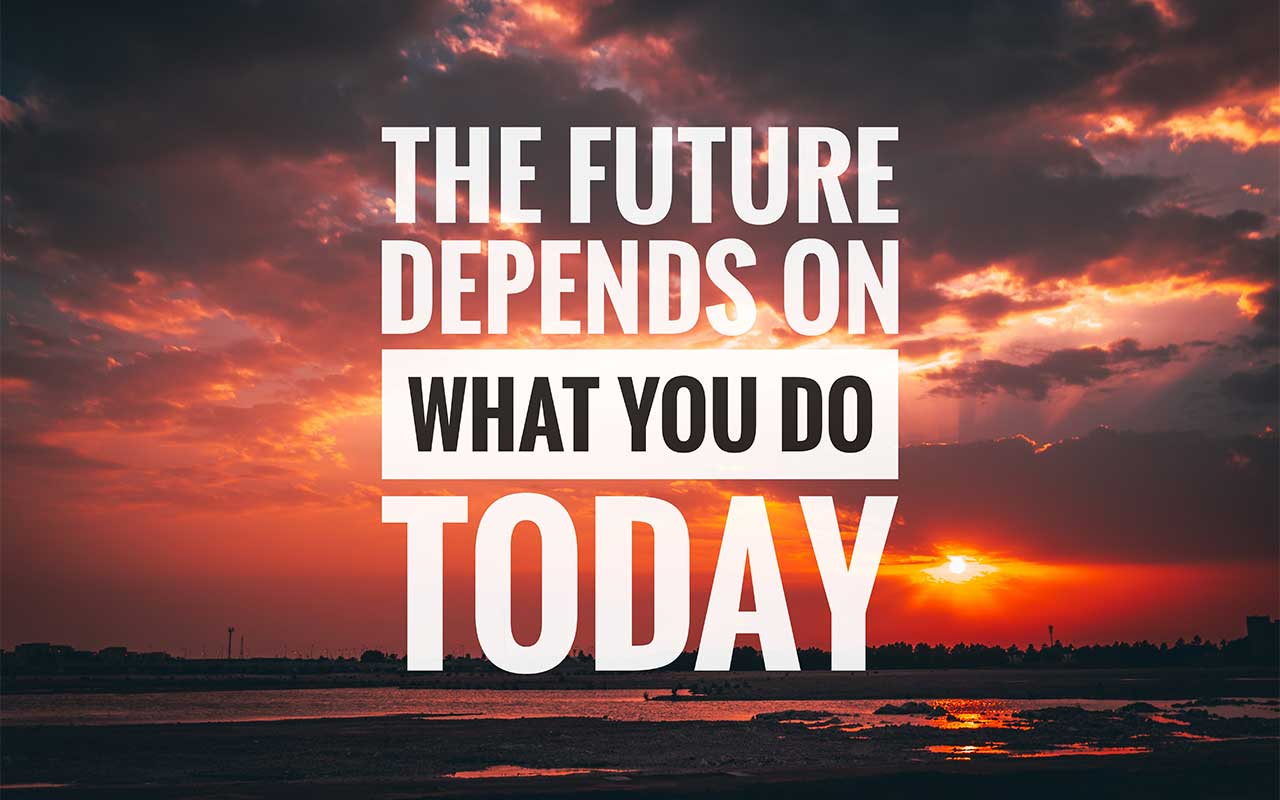 THE FUTURE
DEPENDS ON
WHAT YOU DO
TODAY